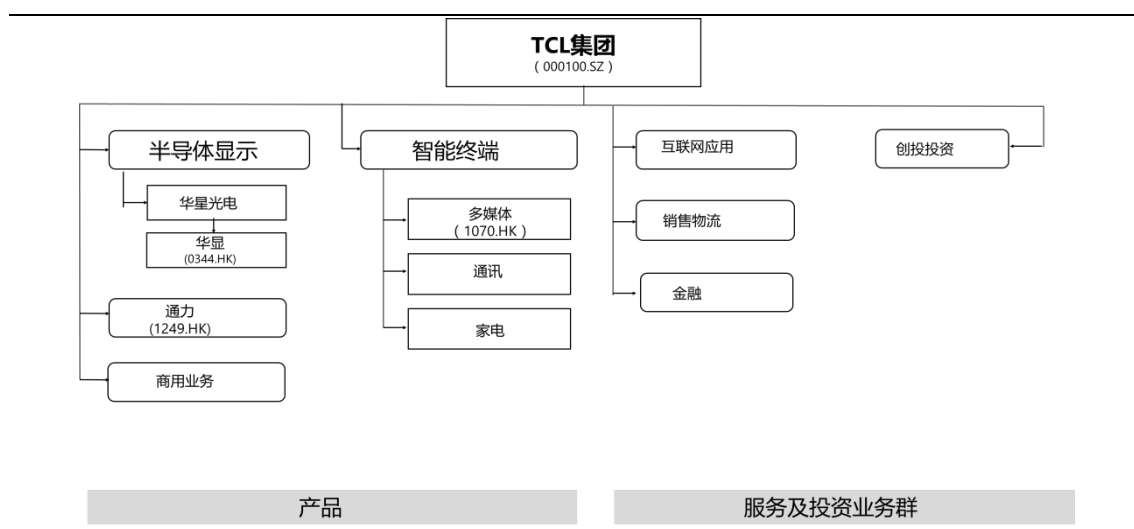 TCL集团
( 000100.SZ )
半导体显示
华星光电
华显
(0344.HK)
通力
(1249.HK)
商用业务
智能终端
多媒体
( 1070.HK )
通讯
家电
互联网应用
销售物流
金融
创投投资
产品
服务及投资业务群